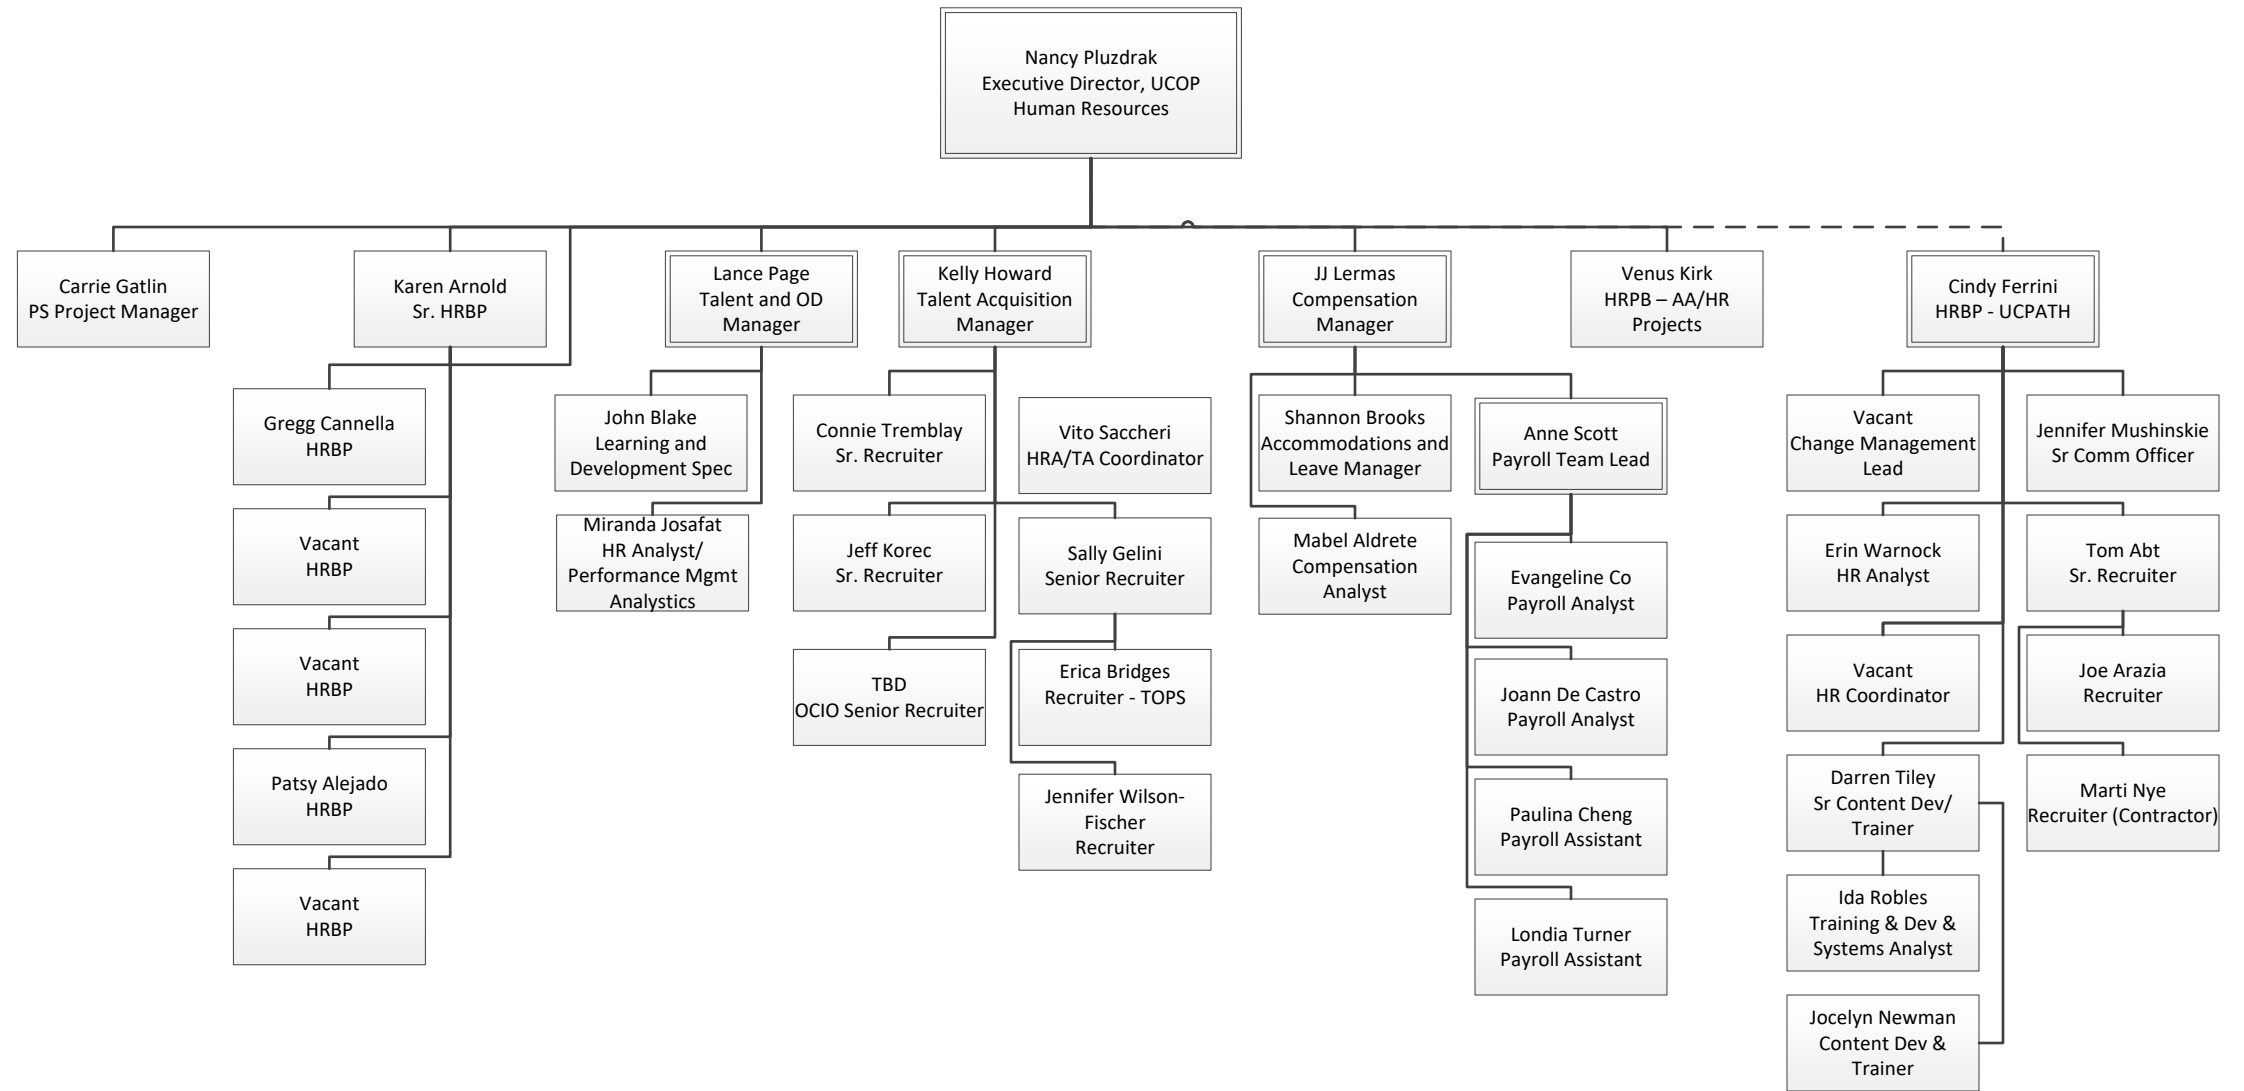 Nancy Pluzdrak
Executive Director, UCOP
Human Resources
Carrie Gatlin
PS Project Manager
Karen Arnold
Sr. HRBP
Lance Page
Talent and OD
Manager
Kelly Howard
Talent Acquisition
Manager
JJ Lermas
Compensation
Manager
Venus Kirk
HRPB – AA/HR
Projects
Cindy Ferrini
HRBP - UCPATH
Gregg Cannella
HRBP
Vacant
HRBP
Vacant
HRBP
Patsy Alejado
HRBP
Vacant
HRBP
John Blake
Learning and
Development Spec
Miranda Josafat
HR Analyst/
Performance Mgmt
Analystics
Connie Tremblay
Sr. Recruiter
Vito Saccheri
HRA/TA Coordinator
Jeff Korec
Sr. Recruiter
Sally Gelini
Senior Recruiter
TBD
OCIO Senior Recruiter
Erica Bridges
Recruiter - TOPS
Jennifer Wilson-
Fischer
Recruiter
Shannon Brooks
Accommodations and
Leave Manager
Mabel Aldrete
Compensation
Analyst
Anne Scott
Payroll Team Lead
Evangeline Co
Payroll Analyst
Joann De Castro
Payroll Analyst
Paulina Cheng
Payroll Assistant
Londia Turner
Payroll Assistant
Vacant
Change Management
Lead
Jennifer Mushinskie
Sr Comm Officer
Erin Warnock
HR Analyst
Tom Abt
Sr. Recruiter
Vacant
HR Coordinator
Joe Arazia
Recruiter
Darren Tiley
Sr Content Dev/
Trainer
Marti Nye
Recruiter (Contractor)
Ida Robles
Training & Dev &
Systems Analyst
Jocelyn Newman
Content Dev &
Trainer